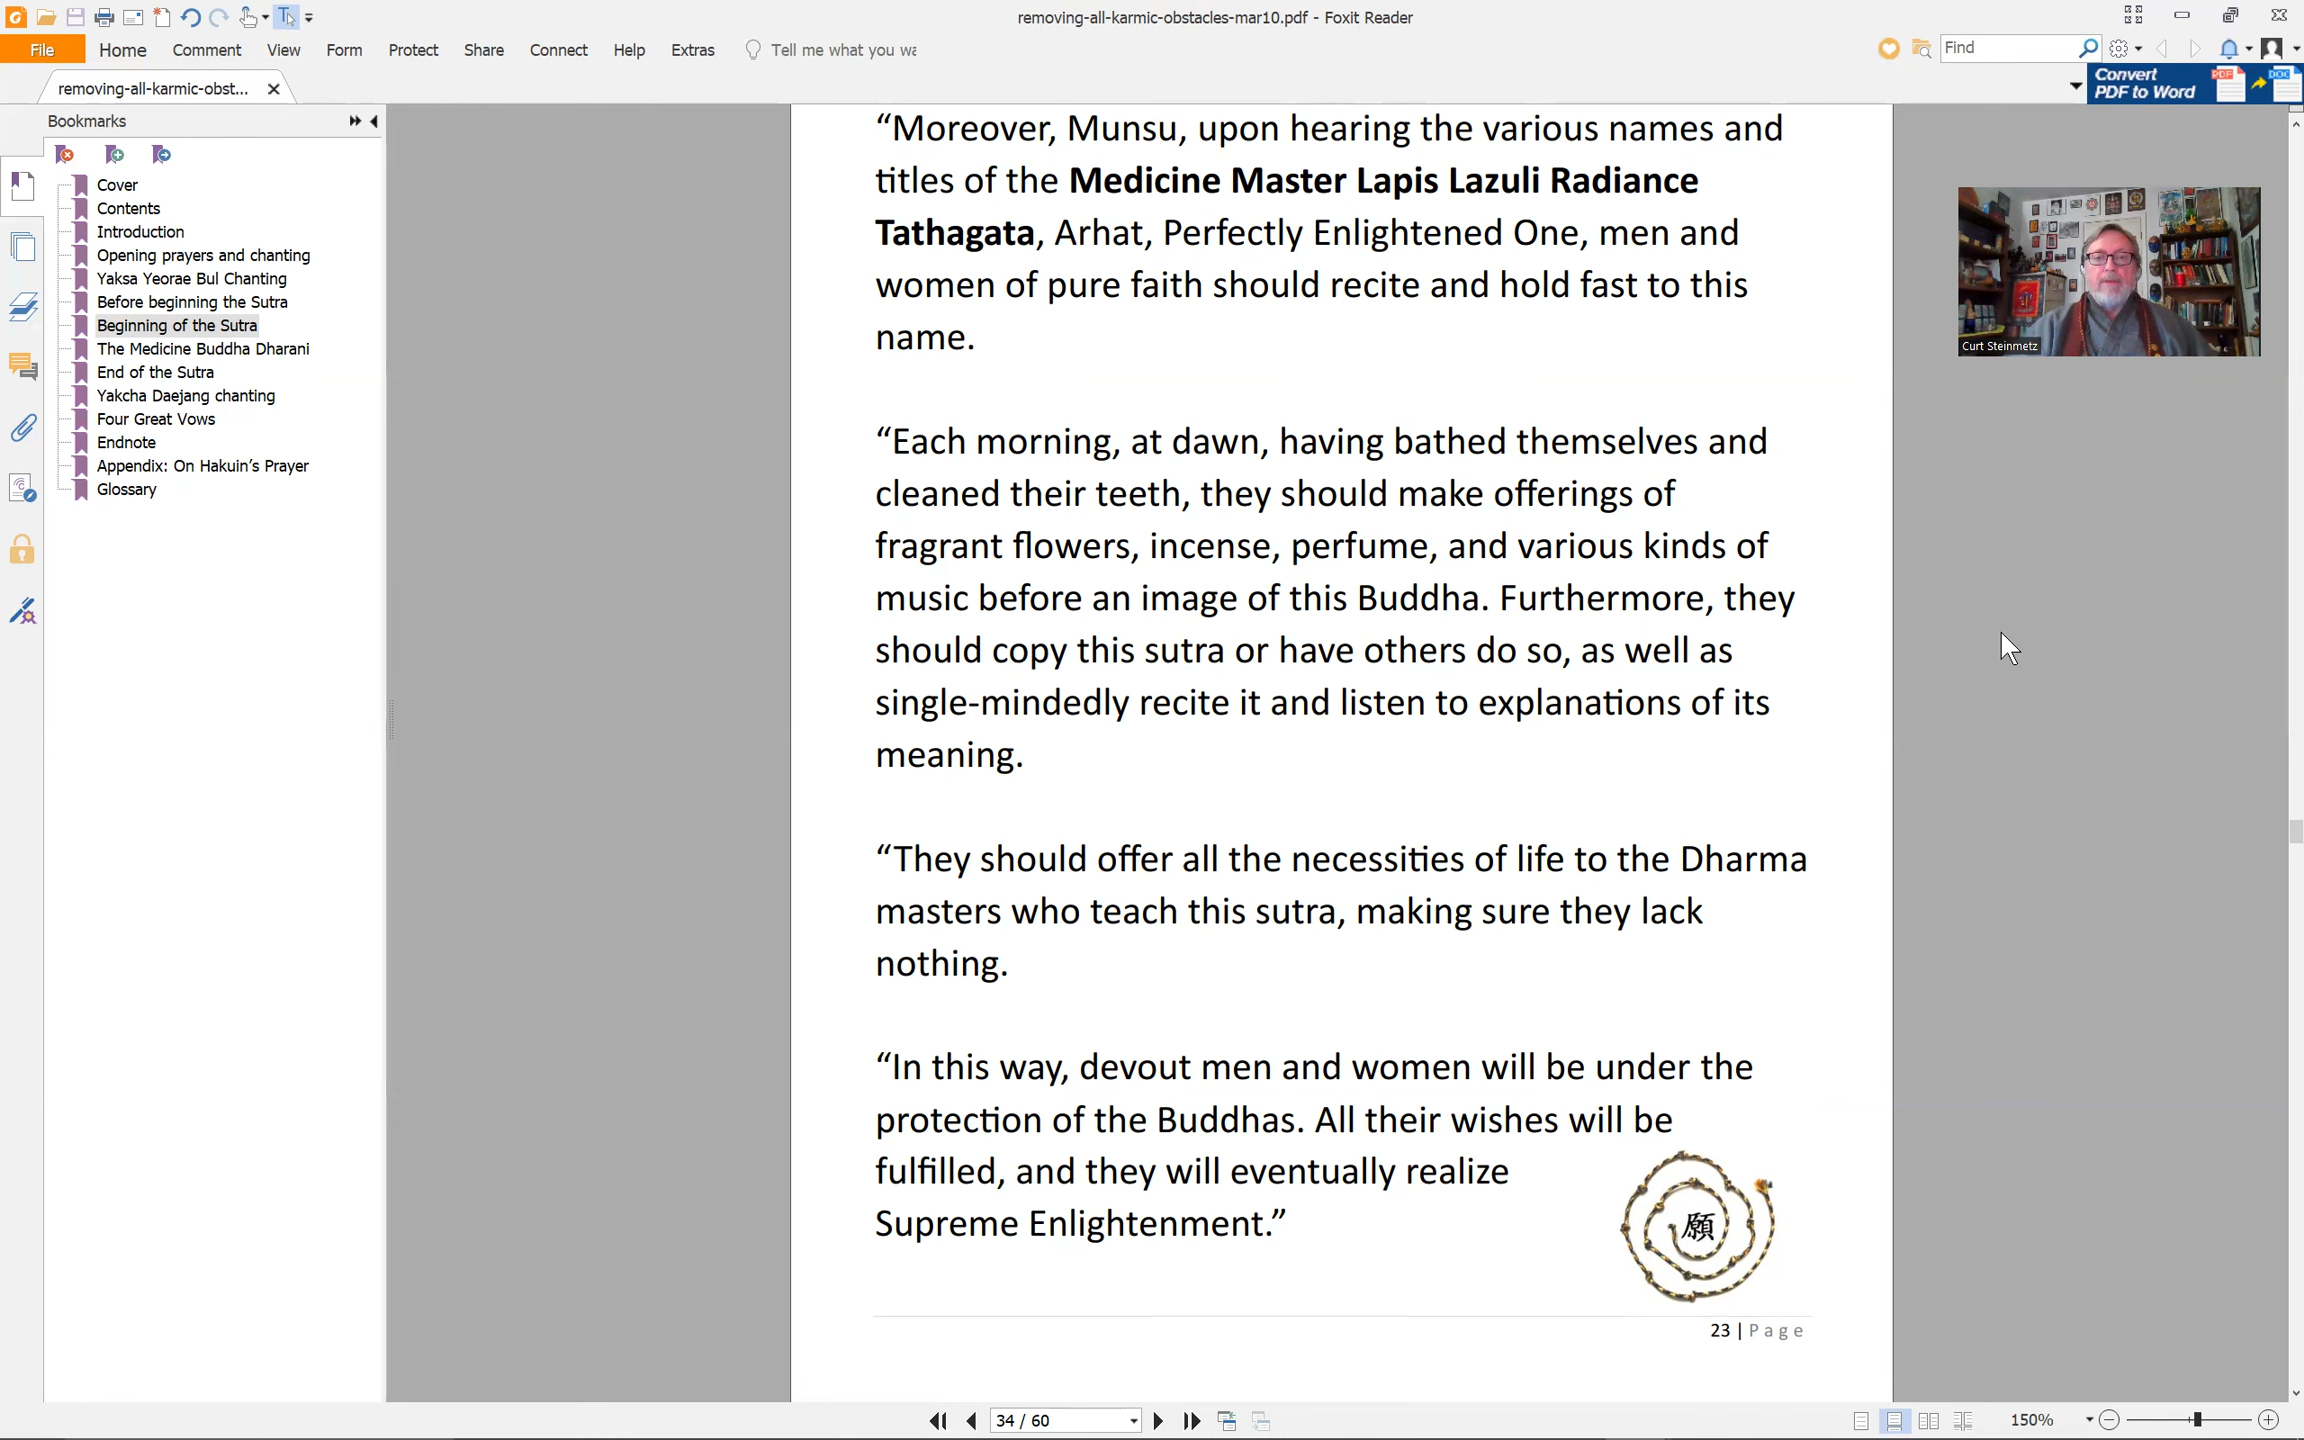 removing-all-karmic-obstacles-mar10.pdf - Foxit Reader
File Home Comment View Form Protect Share Connect Help Extras Tell me what you wa
Find
removing-all-karmic-obst...
Convert
PDF to Word
PDF
DOC
Bookmarks
Cover
Contents
Introduction
Opening prayers and chanting
Yaksa Yeorae Bul Chanting
Before beginning the Sutra
Beginning of the Sutra
The Medicine Buddha Dharani
End of the Sutra
Yakcha Daejang chanting
Four Great Vows
Endnote
Appendix: On Hakuin’s Prayer
Glossary
“Moreover, Munsu, upon hearing the various names and
titles of the Medicine Master Lapis Lazuli Radiance
Tathagata, Arhat, Perfectly Enlightened One, men and
women of pure faith should recite and hold fast to this
name.
“Each morning, at dawn, having bathed themselves and
cleaned their teeth, they should make offerings of
fragrant flowers, incense, perfume, and various kinds of
music before an image of this Buddha. Furthermore, they
should copy this sutra or have others do so, as well as
single-mindedly recite it and listen to explanations of its
meaning.
“They should offer all the necessities of life to the Dharma
masters who teach this sutra, making sure they lack
nothing.
“In this way, devout men and women will be under the
protection of the Buddhas. All their wishes will be
fulfilled, and they will eventually realize
Supreme Enlightenment.”
願
23 | Page
Curt Steinmetz
34 / 60
150%